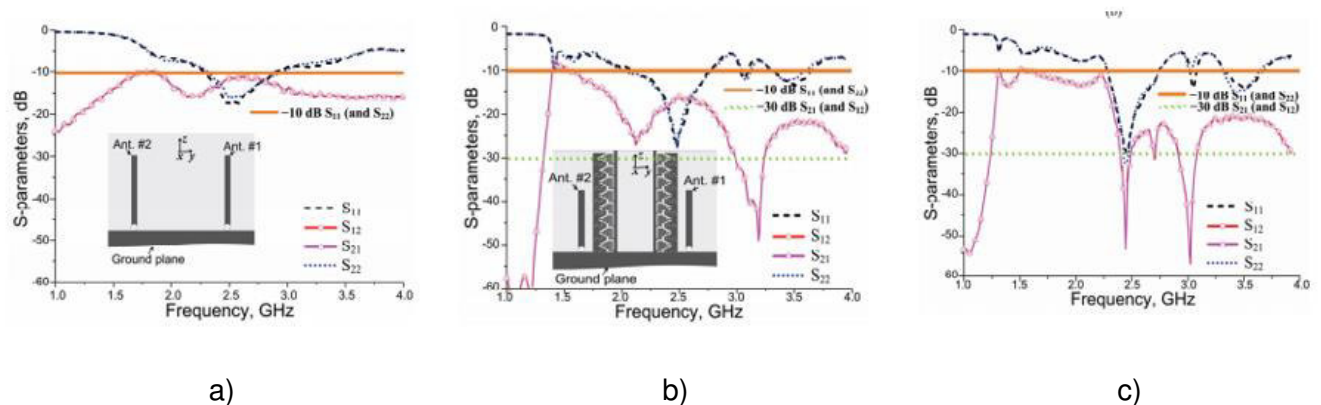 0
-10
-20
-30
-40
-50
-60
S-parameters, dB
1.0 1.5 2.0 2.5 3.0 3.5 4.0
Frequency, GHz
−10 dB S11 (and S22)
Ant. #2
Ant. #1
z
x y
Ground plane
S11
S12
S21
S22
a)
0
-10
-20
-30
-40
-50
-60
S-parameters, dB
1.0 1.5 2.0 2.5 3.0 3.5 4.0
Frequency, GHz
−10 dB S11 (and S22)
−30 dB S21 (and S12)
Ant. #2
Ant. #1
z
x y
Ground plane
S11
S12
S21
S22
b)
0
-10
-20
-30
-40
-50
-60
S-parameters, dB
1.0 1.5 2.0 2.5 3.0 3.5 4.0
Frequency, GHz
−10 dB S11 (and S22)
−30 dB S21 (and S12)
S11
S12
S21
S22
c)